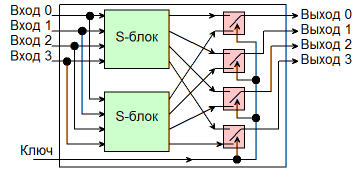 Вход 0
Вход 1
Вход 2
Вход 3
S-блок
S-блок
Ключ
Выход 0
Выход 1
Выход 2
Выход 3